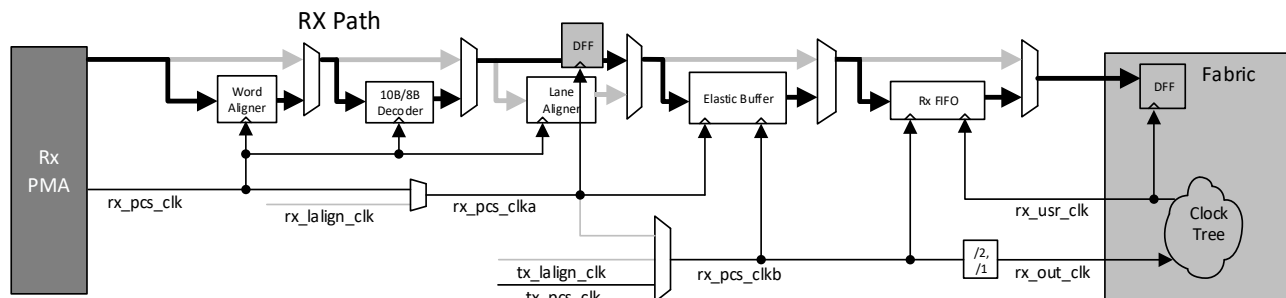 RX Path
DFF
Fabric
DFF
Word
Aligner
10B/8B
Decoder
Lane
Aligner
Elastic Buffer
Rx FIFO
Rx
PMA
rx_pcs_clk
rx_lalign_clk
rx_pcs_clka
rx_usr_clk
Clock
Tree
tx_lalign_clk
tx_pcs_clk
rx_pcs_clkb
/2,
/1
rx_out_clk